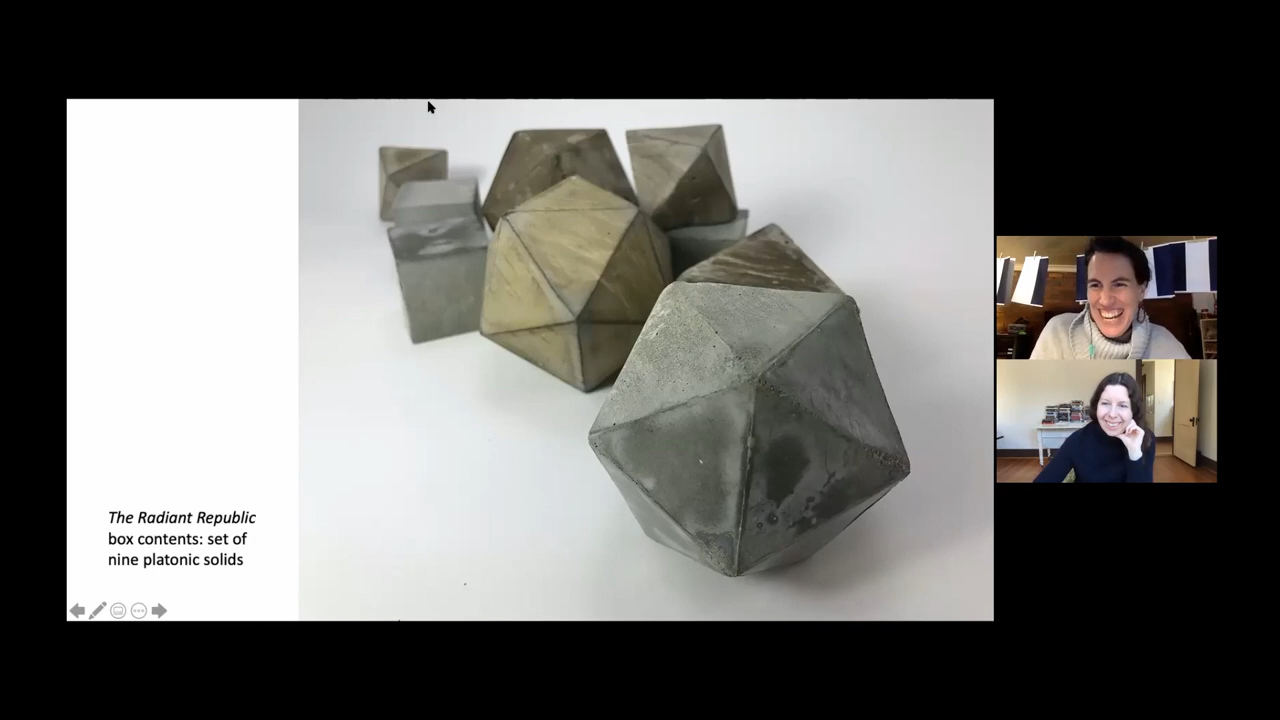 The Radiant Republic
box contents: set of
nine platonic solids